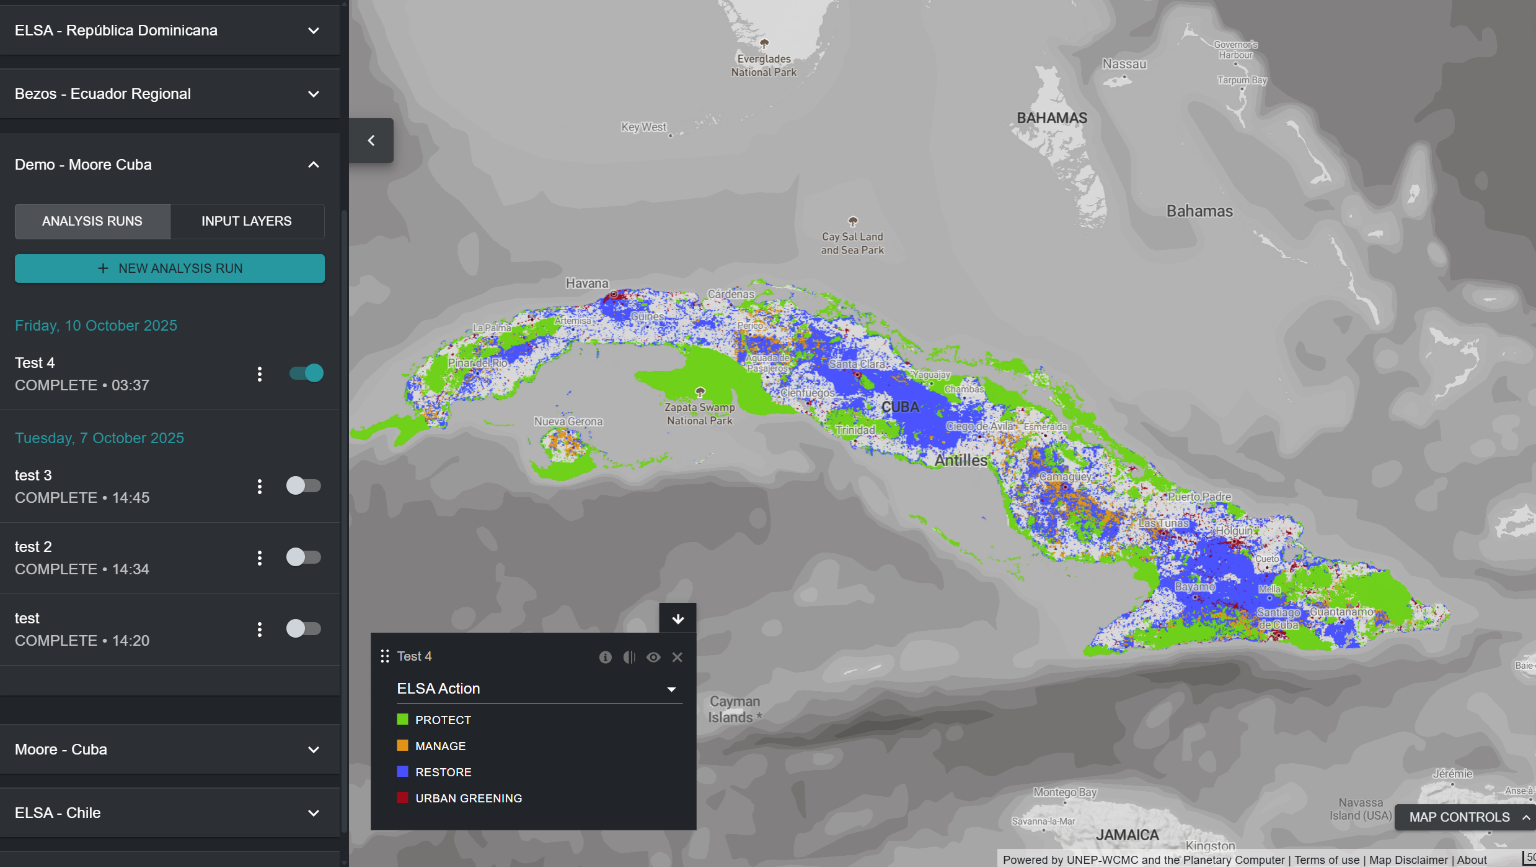 ELSA - República Dominicana
Bezos - Ecuador Regional
Demo - Moore Cuba
ANALYSIS RUNS
INPUT LAYERS
+ NEW ANALYSIS RUN
Friday, 10 October 2025
Test 4
COMPLETE • 03:37
Tuesday, 7 October 2025
test 3
COMPLETE • 14:45
test 2
COMPLETE • 14:34
test
COMPLETE • 14:20
Moore - Cuba
ELSA - Chile
Everglades
National Park
Key West
Nassau
Governor's
Harbour
Tarpum Bay
BAHAMAS
Bahamas
Cay Sal Land
and Sea Park
Havana
Cárdenas
Artemisa
Güines
La Palma
Perico
Pinar del Rio
Aguada de
Pasajeros
Santa Clara
Yaguajay
Chambas
Cienfuegos
Zapata Swamp
National Park
CUBA
Nueva Gerona
Trinidad
Ciego de Avila
Esmeralda
Antilles
Camagüey
Puerto Padre
Las Tunas
Holguin
Cueto
Bayamo
Mella
Santiago
de Cuba
Guantanamo
Test 4
ELSA Action
PROTECT
MANAGE
RESTORE
URBAN GREENING
Cayman
Islands *
Baie
Montego Bay
Savanna-la-Mar
JAMAICA
Kingston
Jérémie
Anse-à
Navassa
Island (USA)
MAP CONTROLS
Powered by UNEP-WCMC and the Planetary Computer | Terms of use | Map Disclaimer | About